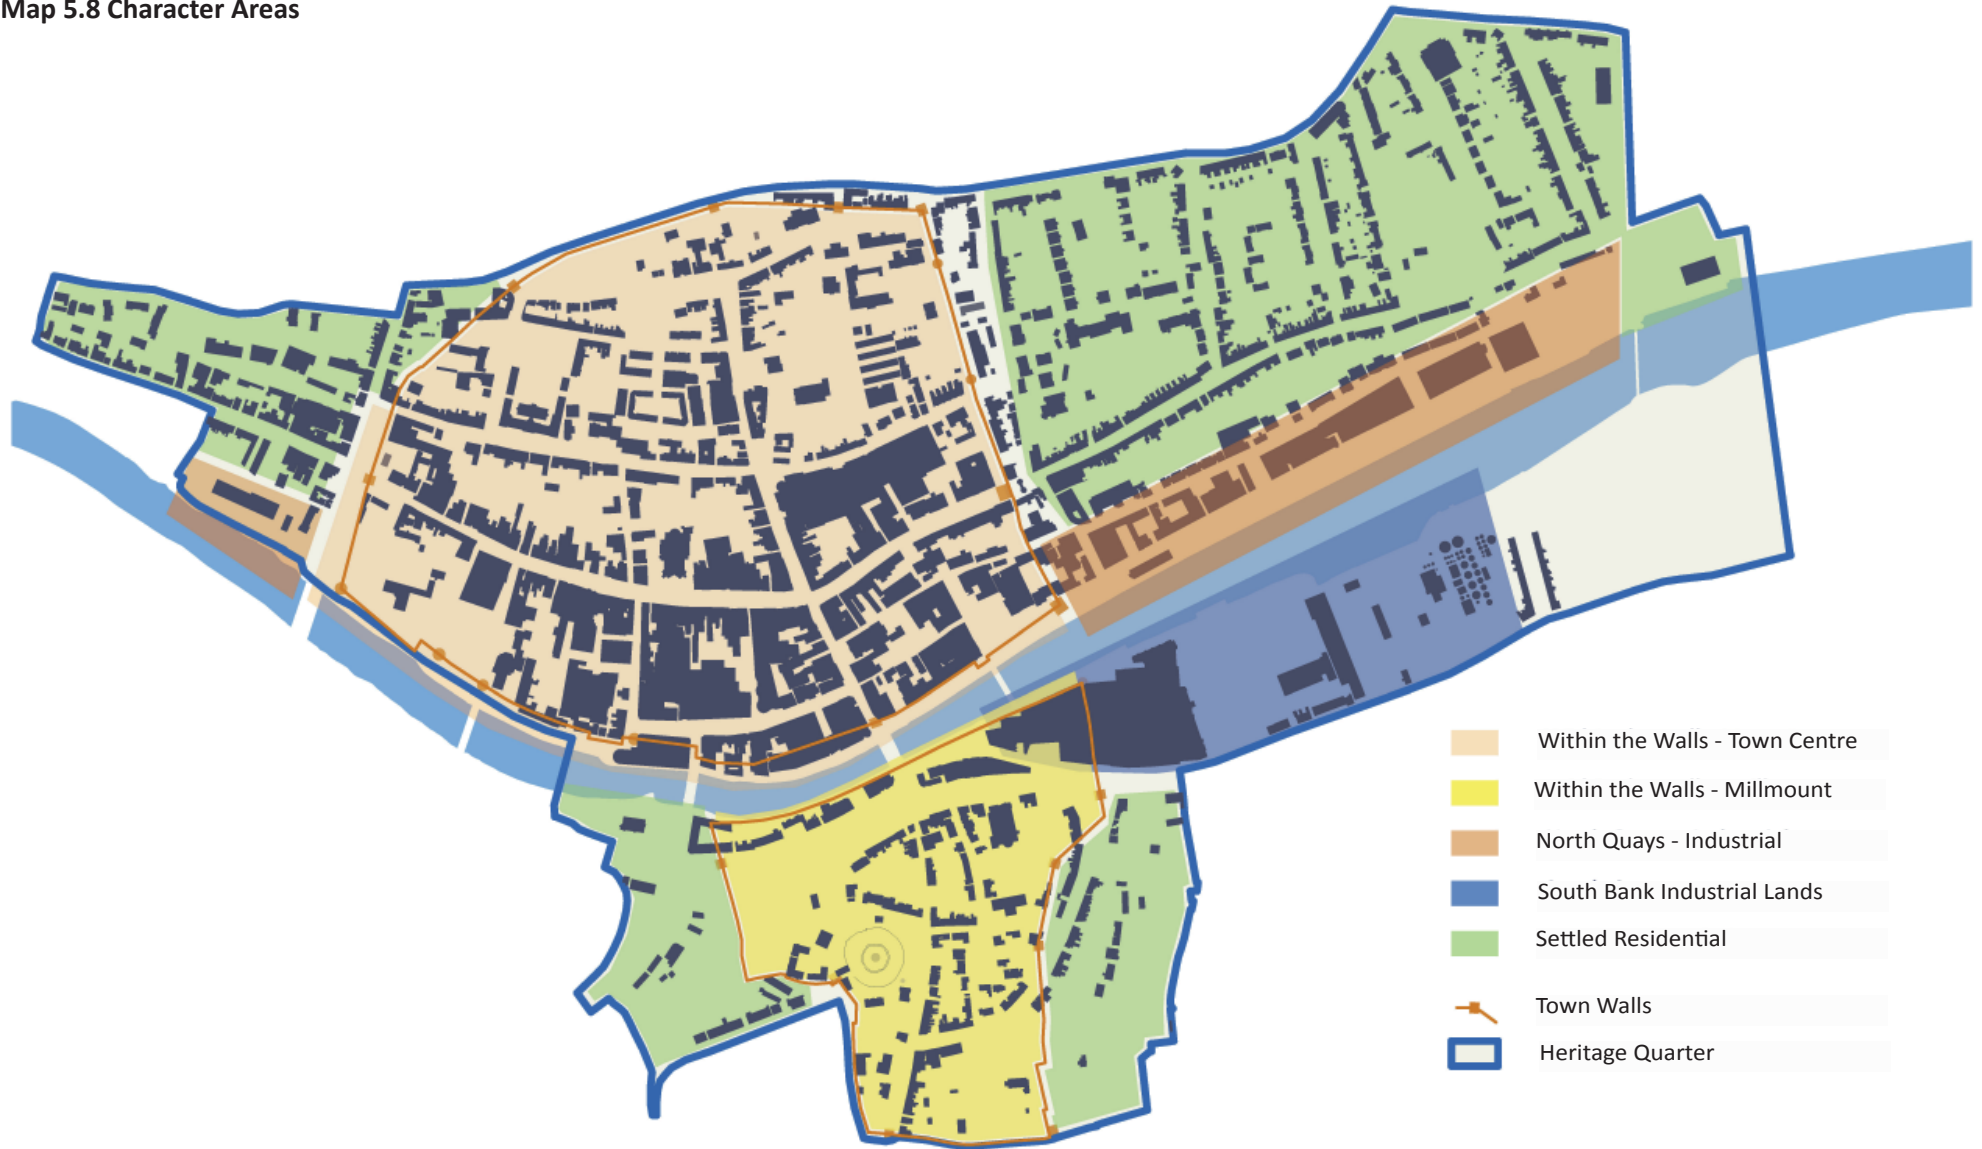 Map 5.8 Character Areas
Within the Walls - Town Centre
Within the Walls - Millmount
North Quays - Industrial
South Bank Industrial Lands
Settled Residential
Town Walls
Heritage Quarter